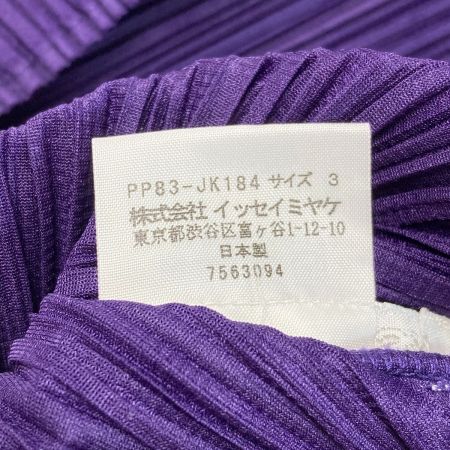 PP83-JK184 サイズ 3
株式会社 イッセイミヤケ
東京都渋谷区富ヶ谷1-12-10
日本製
7563094